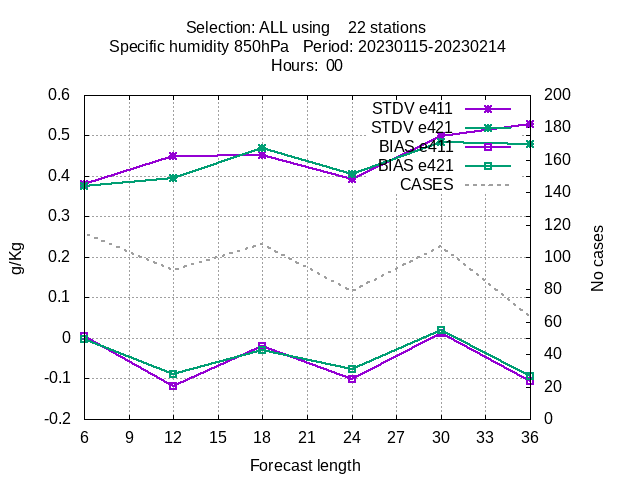 Selection: ALL using 22 stations
Specific humidity 850hPa Period: 20230115-20230214
Hours: 00
STDV e411
STDV e421
BIAS e411
BIAS e421
CASES
0.6
0.5
0.4
0.3
0.2
0.1
0
-0.1
-0.2
g/Kg
200
180
160
140
120
100
80
60
40
20
0
No cases
6 9 12 15 18 21 24 27 30 33 36
Forecast length